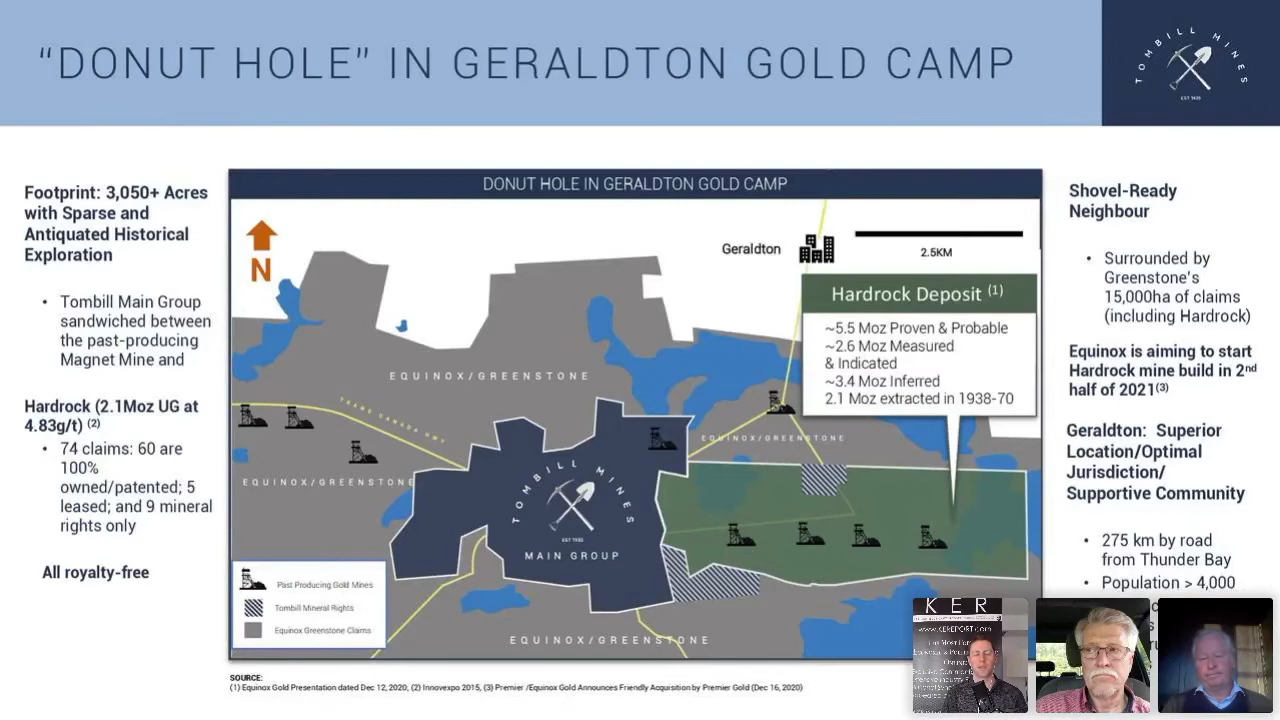 “DONUT HOLE” IN GERALDTON GOLD CAMP
TOMBILL MINES
EST 1935
Footprint: 3,050+ Acres
with Sparse and
Antiquated Historical
Exploration
• Tombill Main Group
sandwiched between
the past-producing
Magnet Mine and
Hardrock (2.1Moz UG at
4.83g/t) (2)
• 74 claims: 60 are
100%
owned/patented; 5
leased; and 9 mineral
rights only
All royalty-free
DONUT HOLE IN GERALDTON GOLD CAMP
N
Geraldton
2.5KM
Hardrock Deposit (1)
~5.5 Moz Proven & Probable
~2.6 Moz Measured
& Indicated
~3.4 Moz Inferred
2.1 Moz extracted in 1938-70
EQUINOX/GREENSTONE
TRANS CANADA HWY
EQUINOX/GREENSTONE
EQUINOX/GREENSTONE
TOMBILL MINES
EST 1935
MAIN GROUP
EQUINOX/GREENSTONE
Past Producing Gold Mines
Tombill Mineral Rights
Equinox Greenstone Claims
Shovel-Ready
Neighbour
• Surrounded by
Greenstone's
15,000ha of claims
(including Hardrock)
Equinox is aiming to start
Hardrock mine build in 2nd
half of 2021(3)
Geraldton: Superior
Location/Optimal
Jurisdiction/
Supportive Community
• 275 km by road
from Thunder Bay
• Population > 4,000
KER
www.KEREPORT.com
SOURCE:
(1) Equinox Gold Presentation dated Dec 12, 2020, (2) Innovexpo 2015, (3) Premier /Equinox Gold Announces Friendly Acquisition by Premier Gold (Dec 16, 2020)